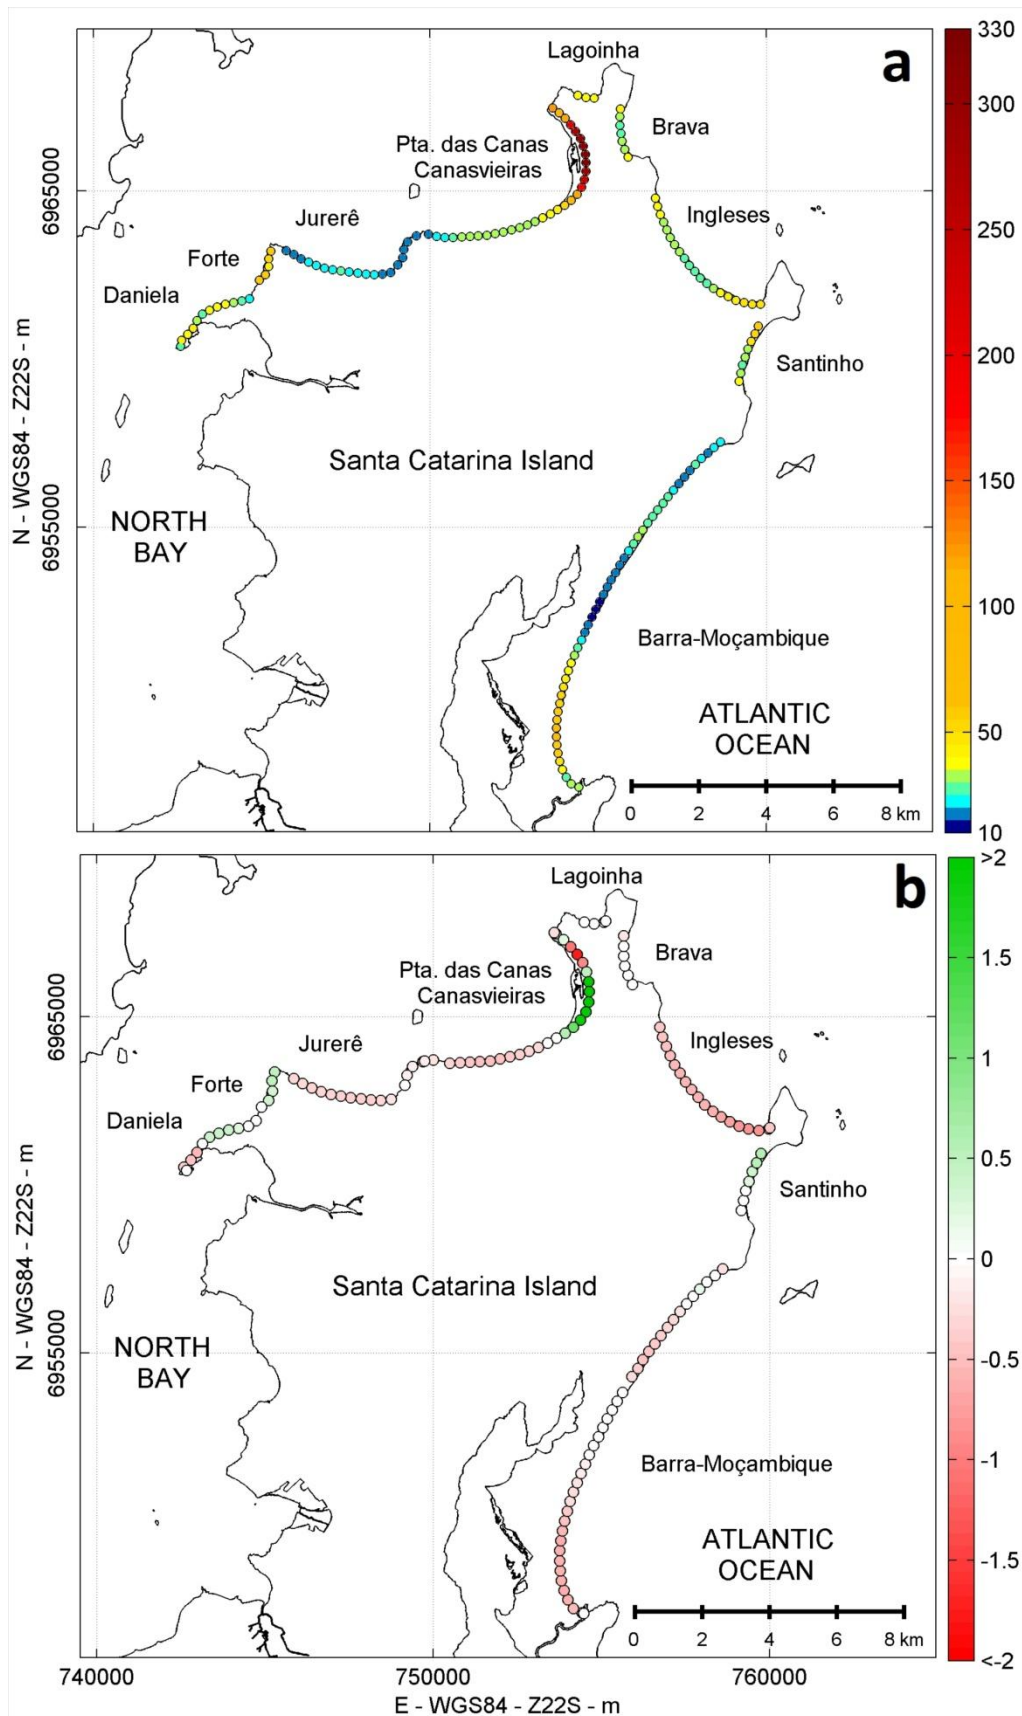 a
330
Lagoinha
300
Brava
Pta. das Canas
Canasvieiras
250
6965000
Jurerê
Ingleses
Forte
Daniela
200
N - WGS84 - Z22S - m
Santinho
Santa Catarina Island
150
NORTH
BAY
6955000
100
Barra-Moçambique
ATLANTIC
OCEAN
50
0 2 4 6 8 km
10
b
>2
Lagoinha
Brava
1.5
Pta. das Canas
Canasvieiras
6965000
Jurerê
Ingleses
1
Forte
Daniela
0.5
Santinho
N - WGS84 - Z22S - m
0
Santa Catarina Island
NORTH
BAY
6955000
-0.5
Barra-Moçambique
-1
ATLANTIC
OCEAN
-1.5
0 2 4 6 8 km
<-2
740000 750000 760000
E - WGS84 - Z22S - m